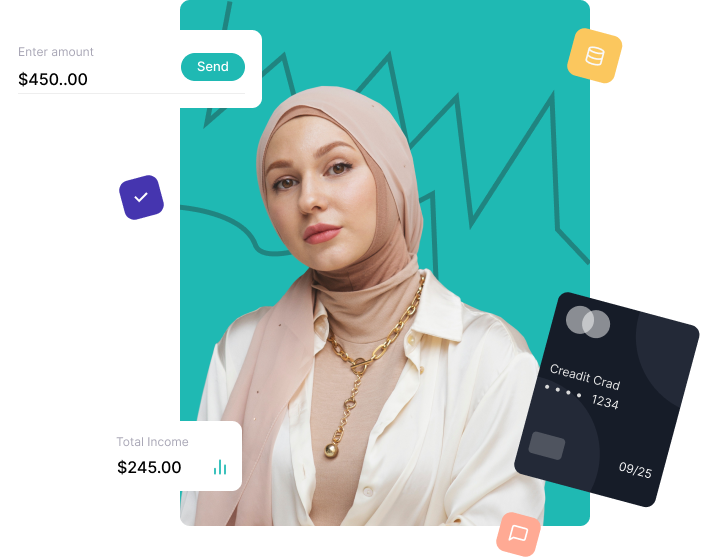 Enter amount
$450..00
Send
Creadit Crad
•••• 1234
09/25
Total Income
$245.00